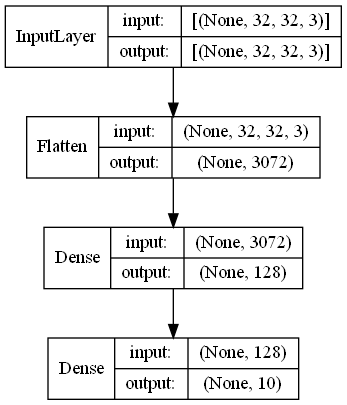 InputLayer
input: [(None, 32, 32, 3)]
output: [(None, 32, 32, 3)]
Flatten
input: (None, 32, 32, 3)
output: (None, 3072)
Dense
input: (None, 3072)
output: (None, 128)
Dense
input: (None, 128)
output: (None, 10)